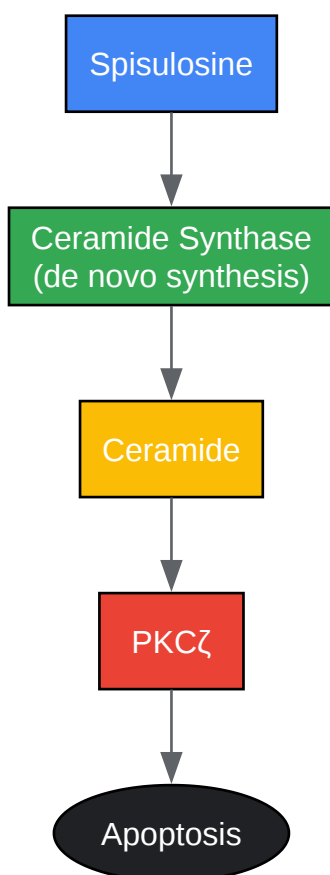 Spisulosine
Ceramide Synthase
(de novo synthesis)
Ceramide
PKCζ
Apoptosis